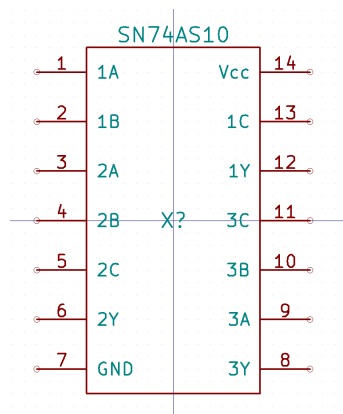 SN74AS10
1 1A Vcc 14
2 1B 1C 13
3 2A 1Y 12
4 2B X? 3C 11
5 2C 3B 10
6 2Y 3A 9
7 GND 3Y 8